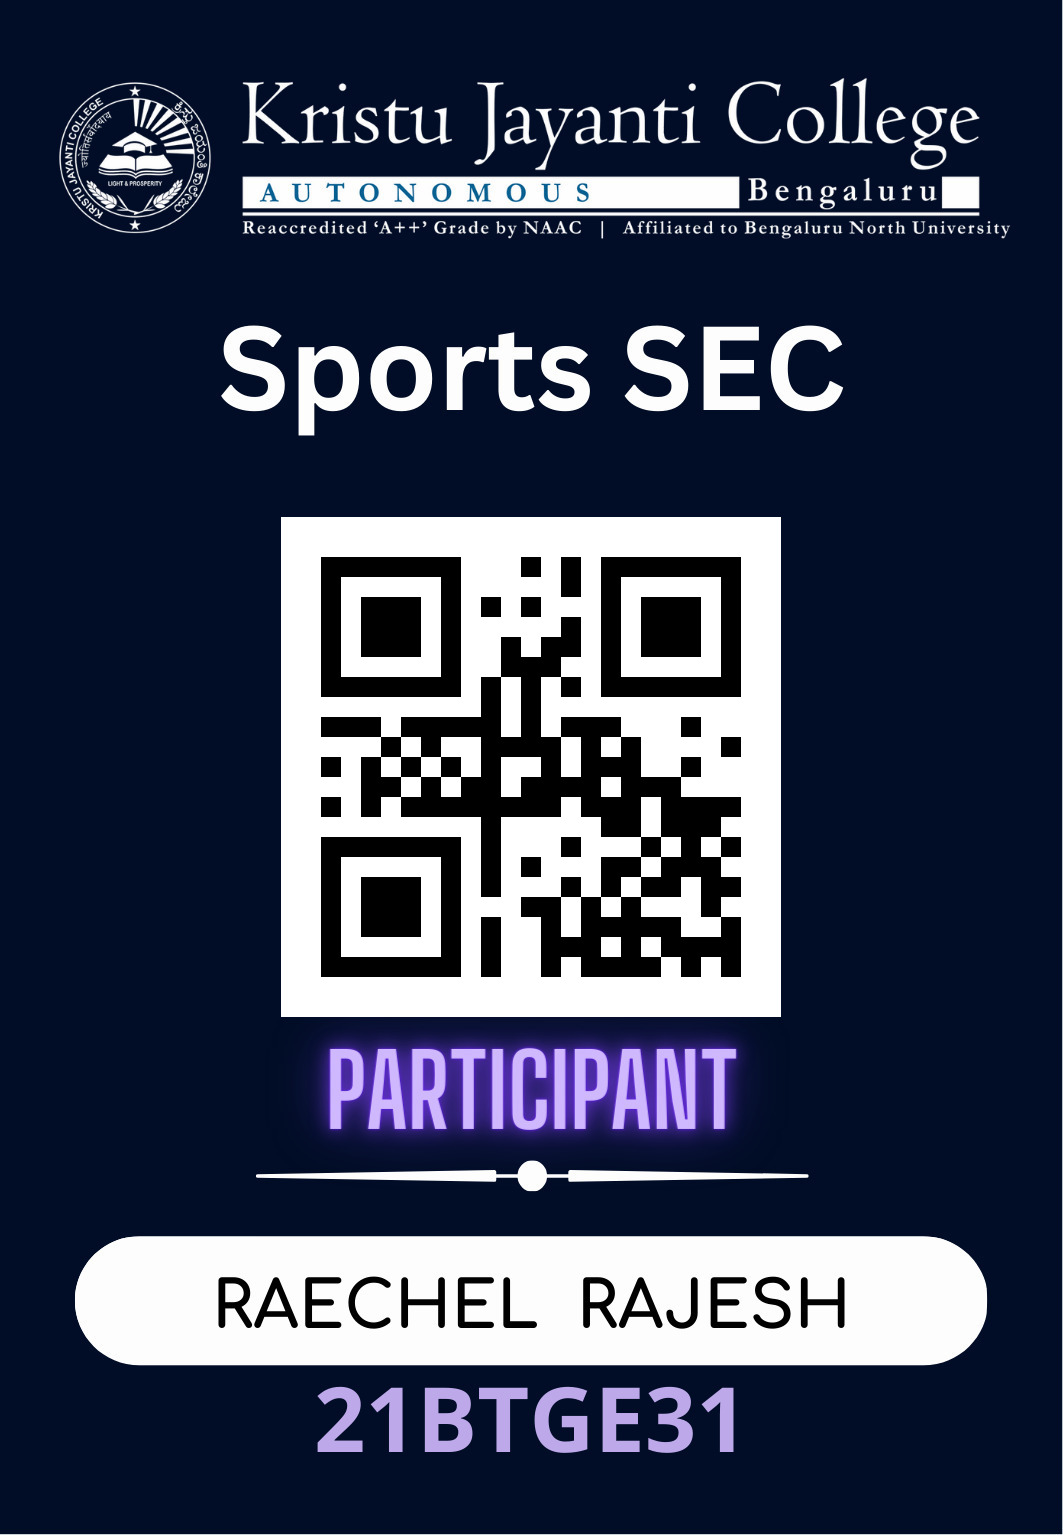 Kristu Jayanti College
AUTONOMOUS Bengaluru
Reaccredited ‘A++’ Grade by NAAC | Affiliated to Bengaluru North University
KRISTU JAYANTI COLLEGE
ಕ್ರಿಸ್ತು ಜಯಂತಿ ಕಾಲೇಜು
LIGHT & PROSPERITY
Sports SEC
PARTICIPANT
RAECHEL RAJESH
21BTGE31